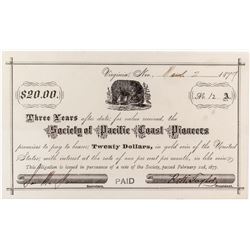 Virginia, Nev. March 2 1877
$20.00. No. 12 A
Three Years after date, for value received, the
Society of Pacific Coast Pioneers
promises to pay to bearer, Twenty Dollars, in gold coin of the United
States, with interest at the rate of one per cent per month, in like coin.
This Obligation is issued in pursuance of a vote of the Society, passed February 21st, 1877.
Secretary. PAID President.